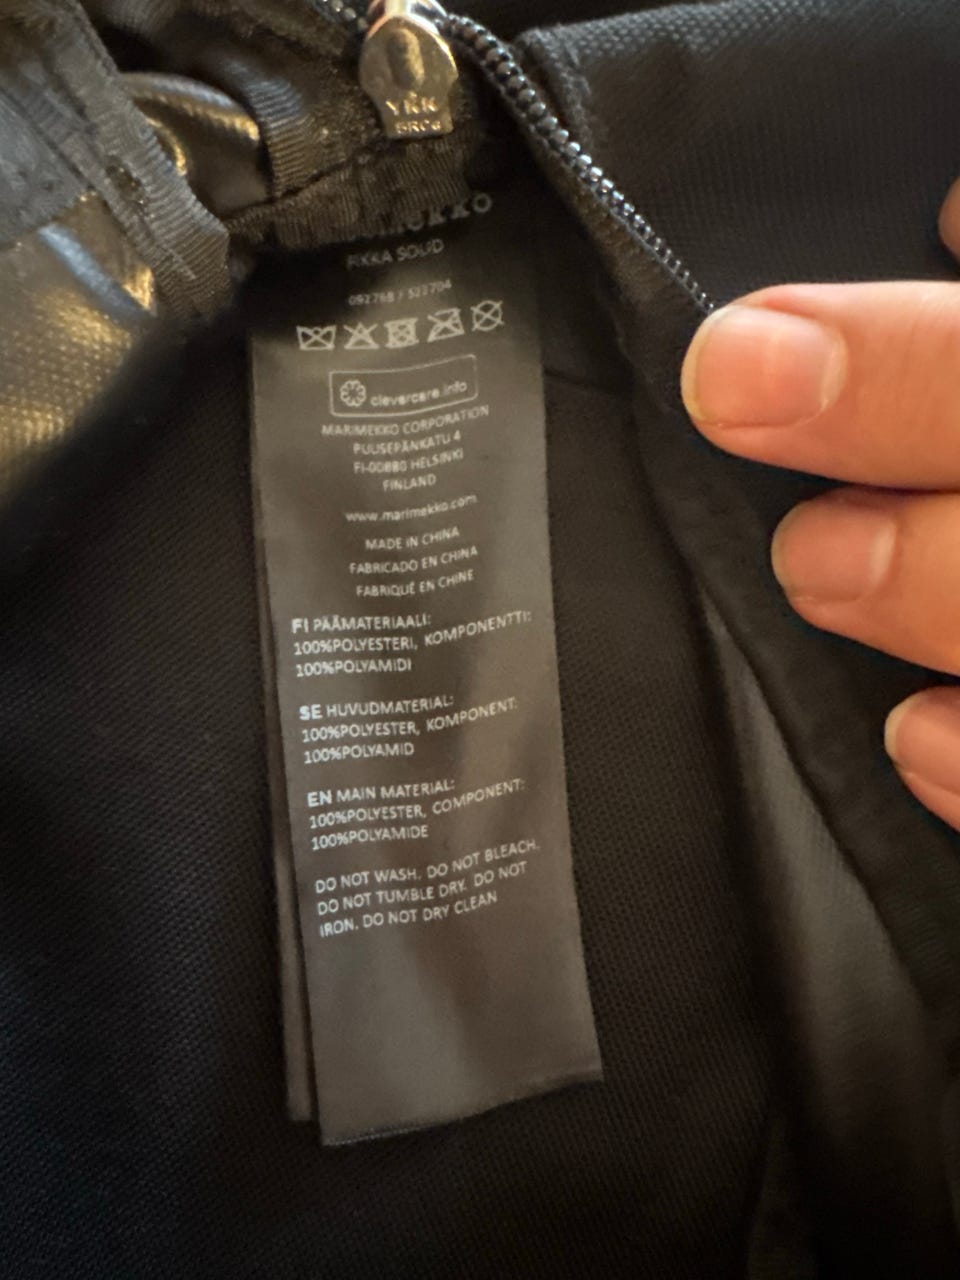 YKK
PIKKA SOLID
092768 / 523704
clevercare.info
MARIMEKKO CORPORATION
PUUSEPÄNKATU 4
FI-00880 HELSINKI
FINLAND
www.marimekko.com
MADE IN CHINA
FABRICADO EN CHINA
FABRIQUÉ EN CHINE
FI PÄÄMATERIAALI:
100%POLYESTERI, KOMPONENTTI:
100%POLYAMIDI
SE HUVUDMATERIAL:
100%POLYESTER, KOMPONENT:
100%POLYAMID
EN MAIN MATERIAL:
100%POLYESTER, COMPONENT:
100%POLYAMIDE
DO NOT WASH. DO NOT BLEACH.
DO NOT TUMBLE DRY. DO NOT
IRON. DO NOT DRY CLEAN